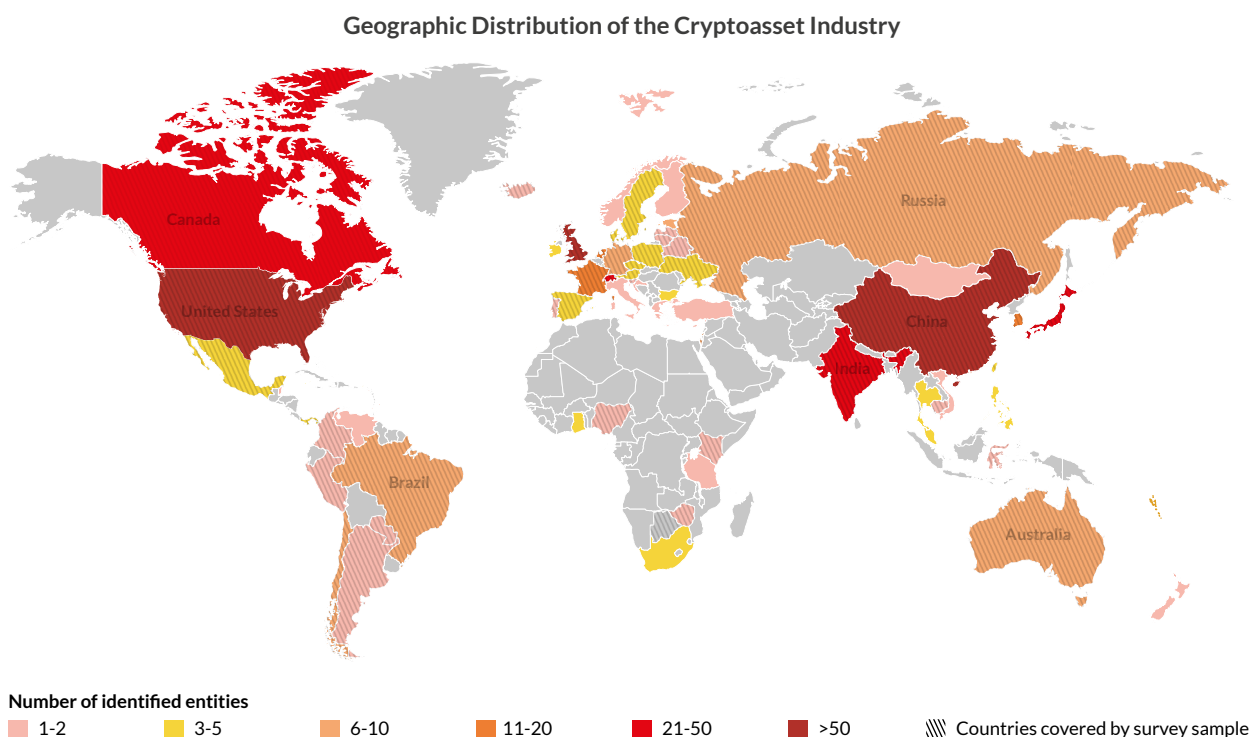 Geographic Distribution of the Cryptoasset Industry
Canada
Russia
United States
China
India
Brazil
Australia
Number of identified entities
1-2 3-5 6-10 11-20 21-50 >50 Countries covered by survey sample